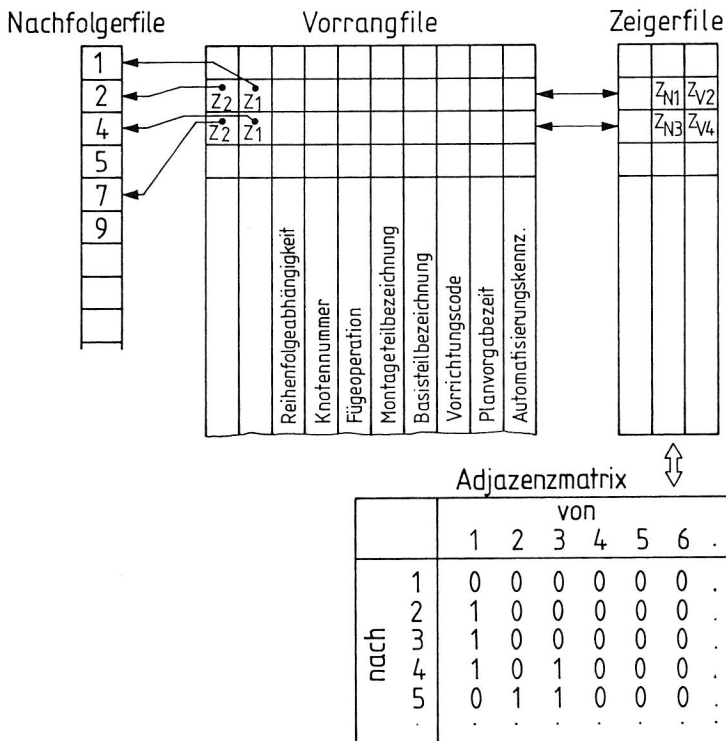 Nachfolgerfile Vorrangfile Zeigerfile
1
2 Z2 Z1 ZN1 ZV2
4 Z2 Z1 ZN3 ZV4
5
7
9
Reihenfolgeabhängigkeit
Knotennummer
Fügeoperation
Montageteilbezeichnung
Basisteilbezeichnung
Vorrichtungscode
Planvorgabezeit
Automatisierungskennz.
Adjazenzmatrix
von
1 2 3 4 5 6 .
nach
1 0 0 0 0 0 0 .
2 1 0 0 0 0 0 .
3 1 0 0 0 0 0 .
4 1 0 1 0 0 0 .
5 0 1 1 0 0 0 .
. . . . . . . .